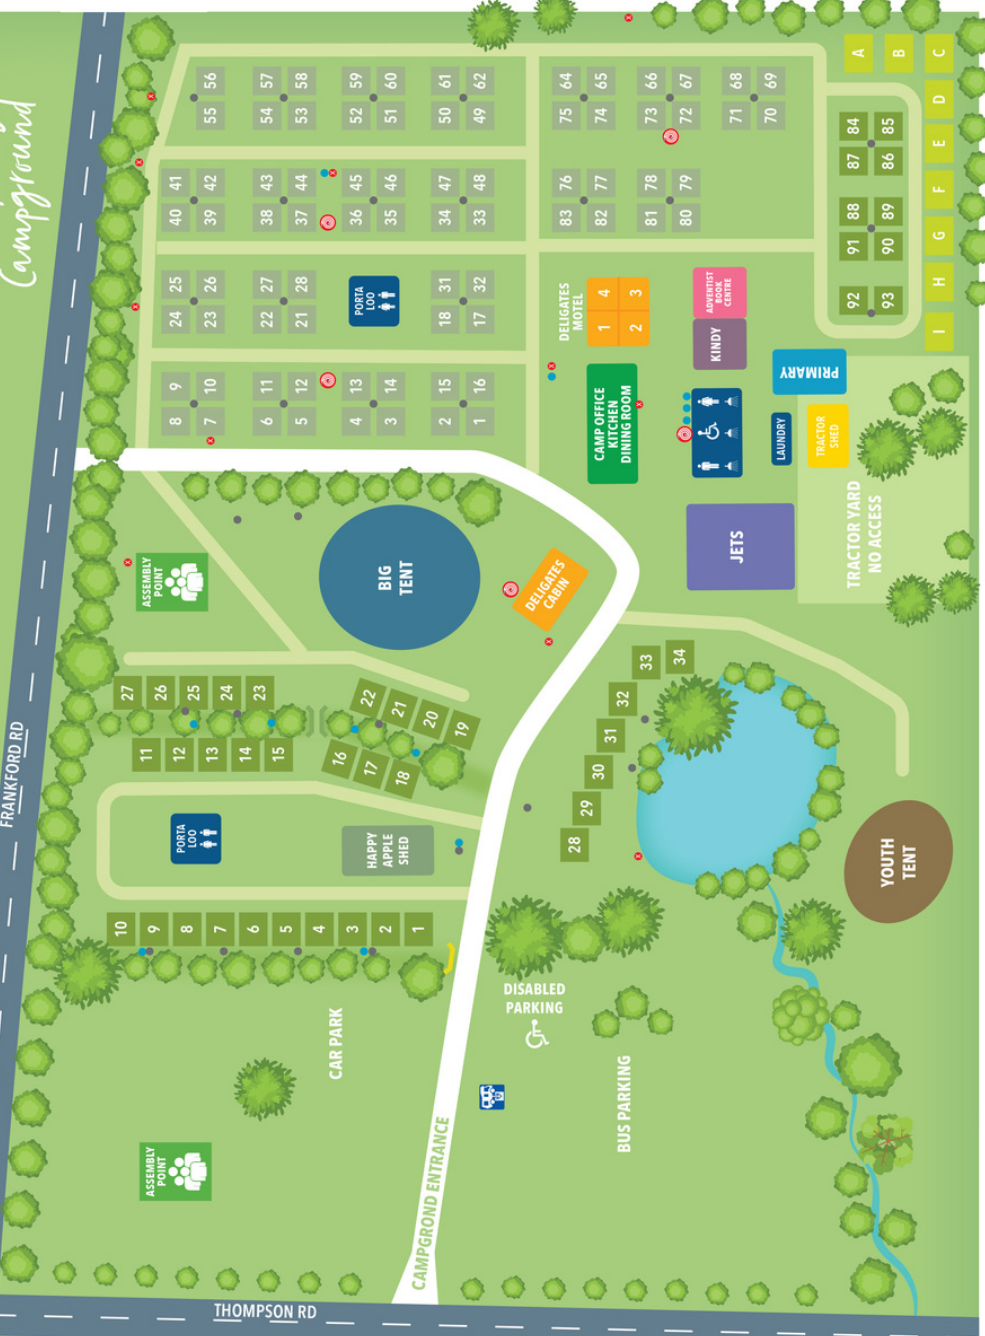 Campground
FRANKFORD RD
THOMPSON RD
CAMPGROND ENTRANCE
56 57 58 59 60 61 62 64 65 66 67 68 69
55 54 53 52 51 50 49 75 74 73 72 71 70
41 42 43 44 45 46 47 48 76 77 78 79
40 39 38 37 36 35 34 33 83 82 81 80
25 26 27 28 31 32
24 23 22 21 18 17
9 10 11 12 13 14 15 16
8 7 6 5 4 3 2 1
PORTA
LOO
A B C
D
E
F
G
H
I
84 85
87 86
88 89
91 90
92 93
DELIGATES
MOTEL
4 3
1 2
ADVENTIST
BOOK
CENTRE
KINDY
PRIMARY
CAMP OFFICE
KITCHEN
DINING ROOM
LAUNDRY
TRACTOR
SHED
TRACTOR YARD
NO ACCESS
JETS
ASSEMBLY
POINT
BIG
TENT
DELIGATES
CABIN
27 26 25 24 23
22 21 20 19
11 12 13 14 15
16 17 18
34
33
32
31
30
29
28
PORTA
LOO
HAPPY
APPLE
SHED
YOUTH
TENT
10 9 8 7 6 5 4 3 2 1
CAR PARK
DISABLED
PARKING
BUS PARKING
ASSEMBLY
POINT